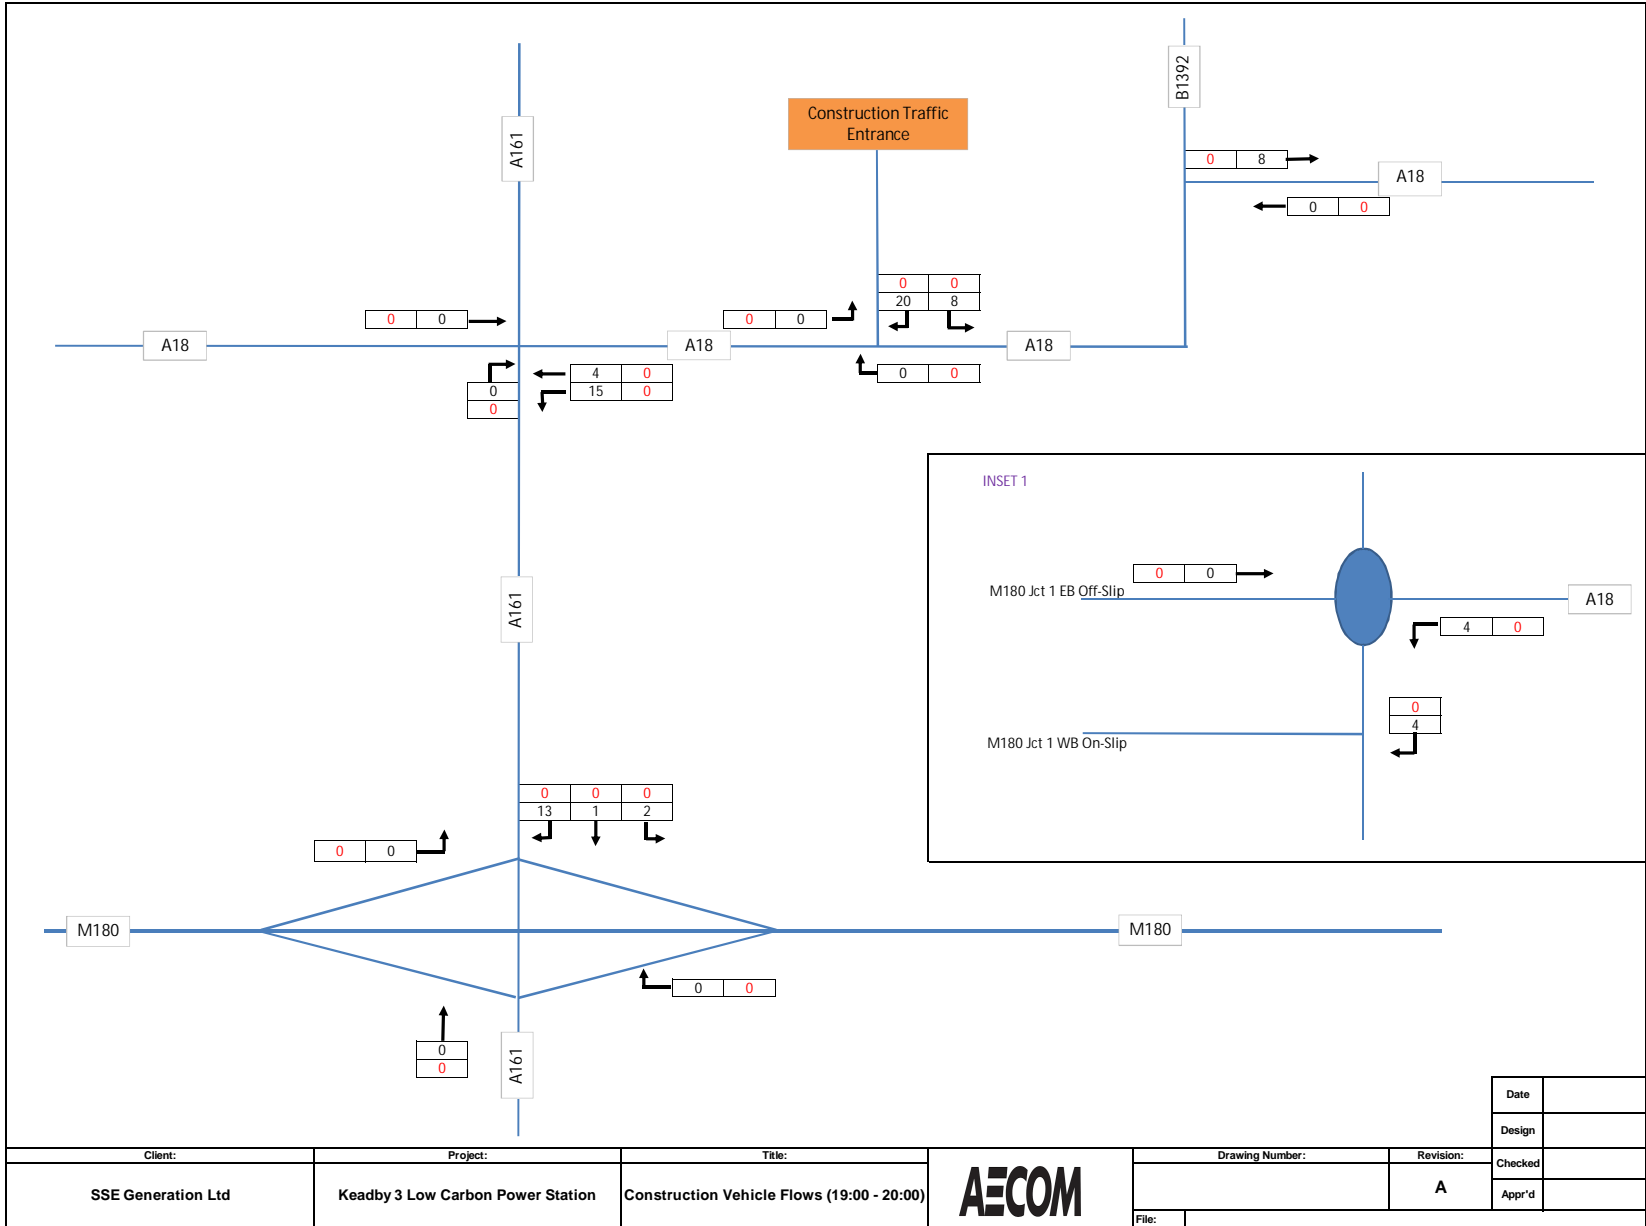 B1392
Construction Traffic
Entrance
A161
0 8
A18
0 0
0 0
20 8
0 0
0 0
A18
A18
A18
4 0
15 0
0
0
0 0
INSET 1
0 0
M180 Jct 1 EB Off-Slip
A18
A161
4 0
0
4
M180 Jct 1 WB On-Slip
0 0 0
13 1 2
0 0
M180
M180
0 0
0
0
A161
Date
Design
Checked
Appr'd
Client:
Project:
Title:
Drawing Number:
Revision:
SSE Generation Ltd
Keadby 3 Low Carbon Power Station
Construction Vehicle Flows (19:00 - 20:00)
AECOM
A
File: